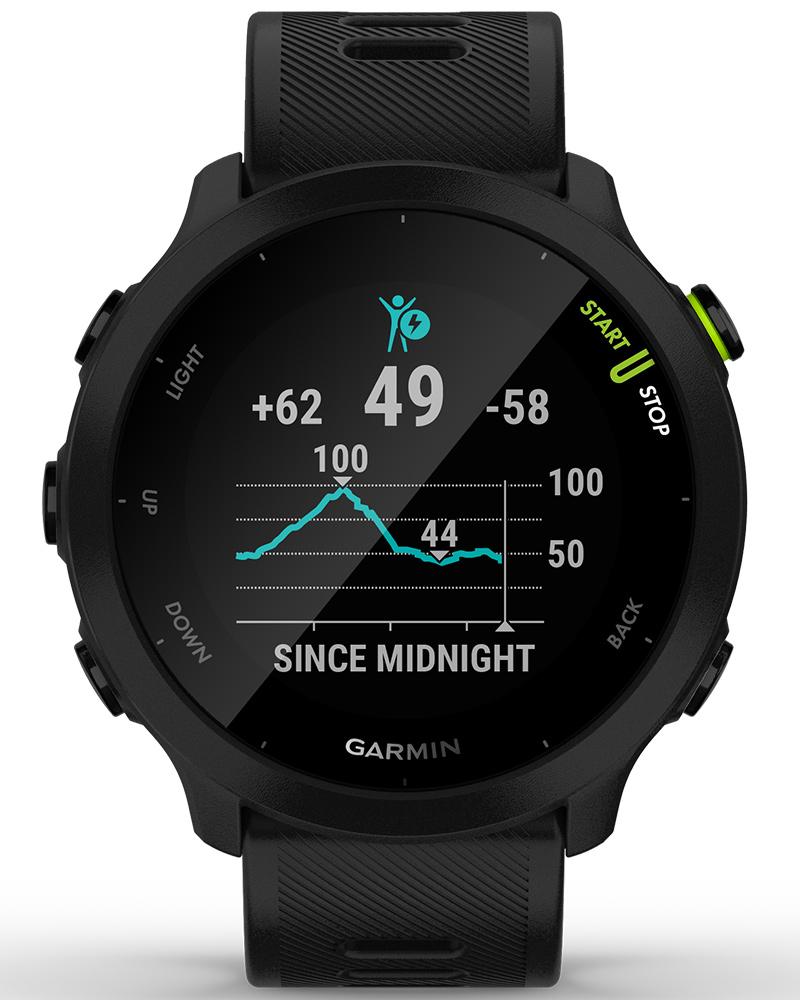 START
STOP
LIGHT
+62 49 -58
100
100
44
50
UP
DOWN
BACK
SINCE MIDNIGHT
GARMIN